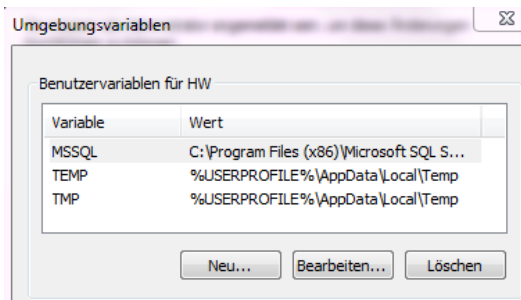 Umgebungsvariablen
Benutzervariablen für HW
Variable Wert
MSSQL C:\Program Files (x86)\Microsoft SQL S...
TEMP %USERPROFILE%\AppData\Local\Temp
TMP %USERPROFILE%\AppData\Local\Temp
Neu... Bearbeiten... Löschen